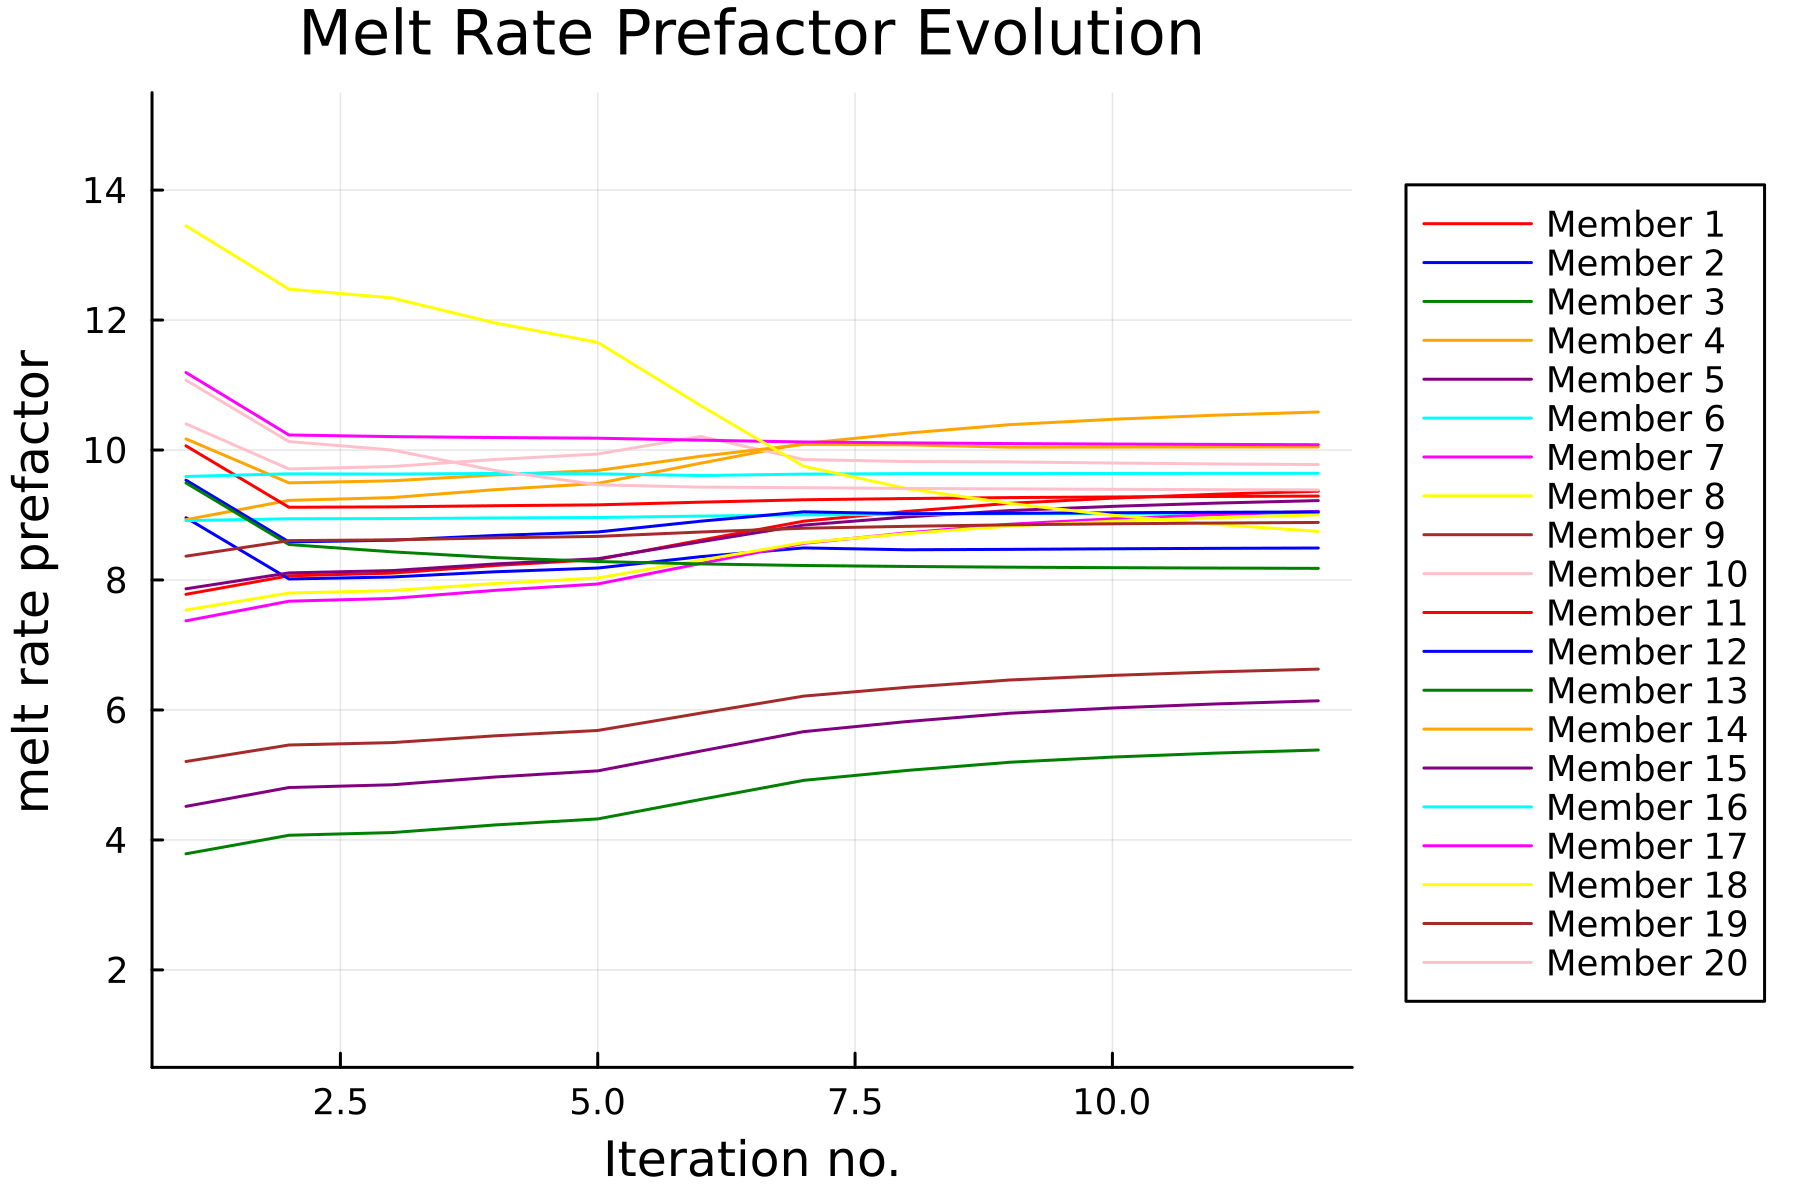 Melt Rate Prefactor Evolution
melt rate prefactor
14
12
10
8
6
4
2
2.5
5.0
7.5
10.0
Iteration no.
Member 1
Member 2
Member 3
Member 4
Member 5
Member 6
Member 7
Member 8
Member 9
Member 10
Member 11
Member 12
Member 13
Member 14
Member 15
Member 16
Member 17
Member 18
Member 19
Member 20